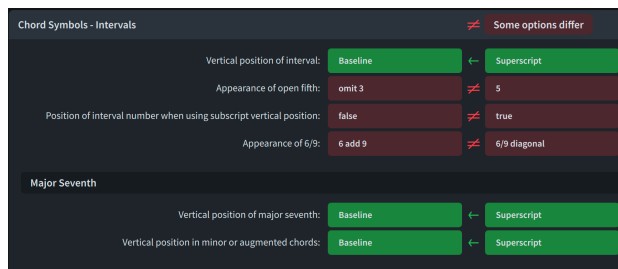 Chord Symbols - Intervals ≠ Some options differ
Vertical position of interval: Baseline ← Superscript
Appearance of open fifth: omit 3 ≠ 5
Position of interval number when using subscript vertical position: false ≠ true
Appearance of 6/9: 6 add 9 ≠ 6/9 diagonal
Major Seventh
Vertical position of major seventh: Baseline ← Superscript
Vertical position in minor or augmented chords: Baseline ← Superscript